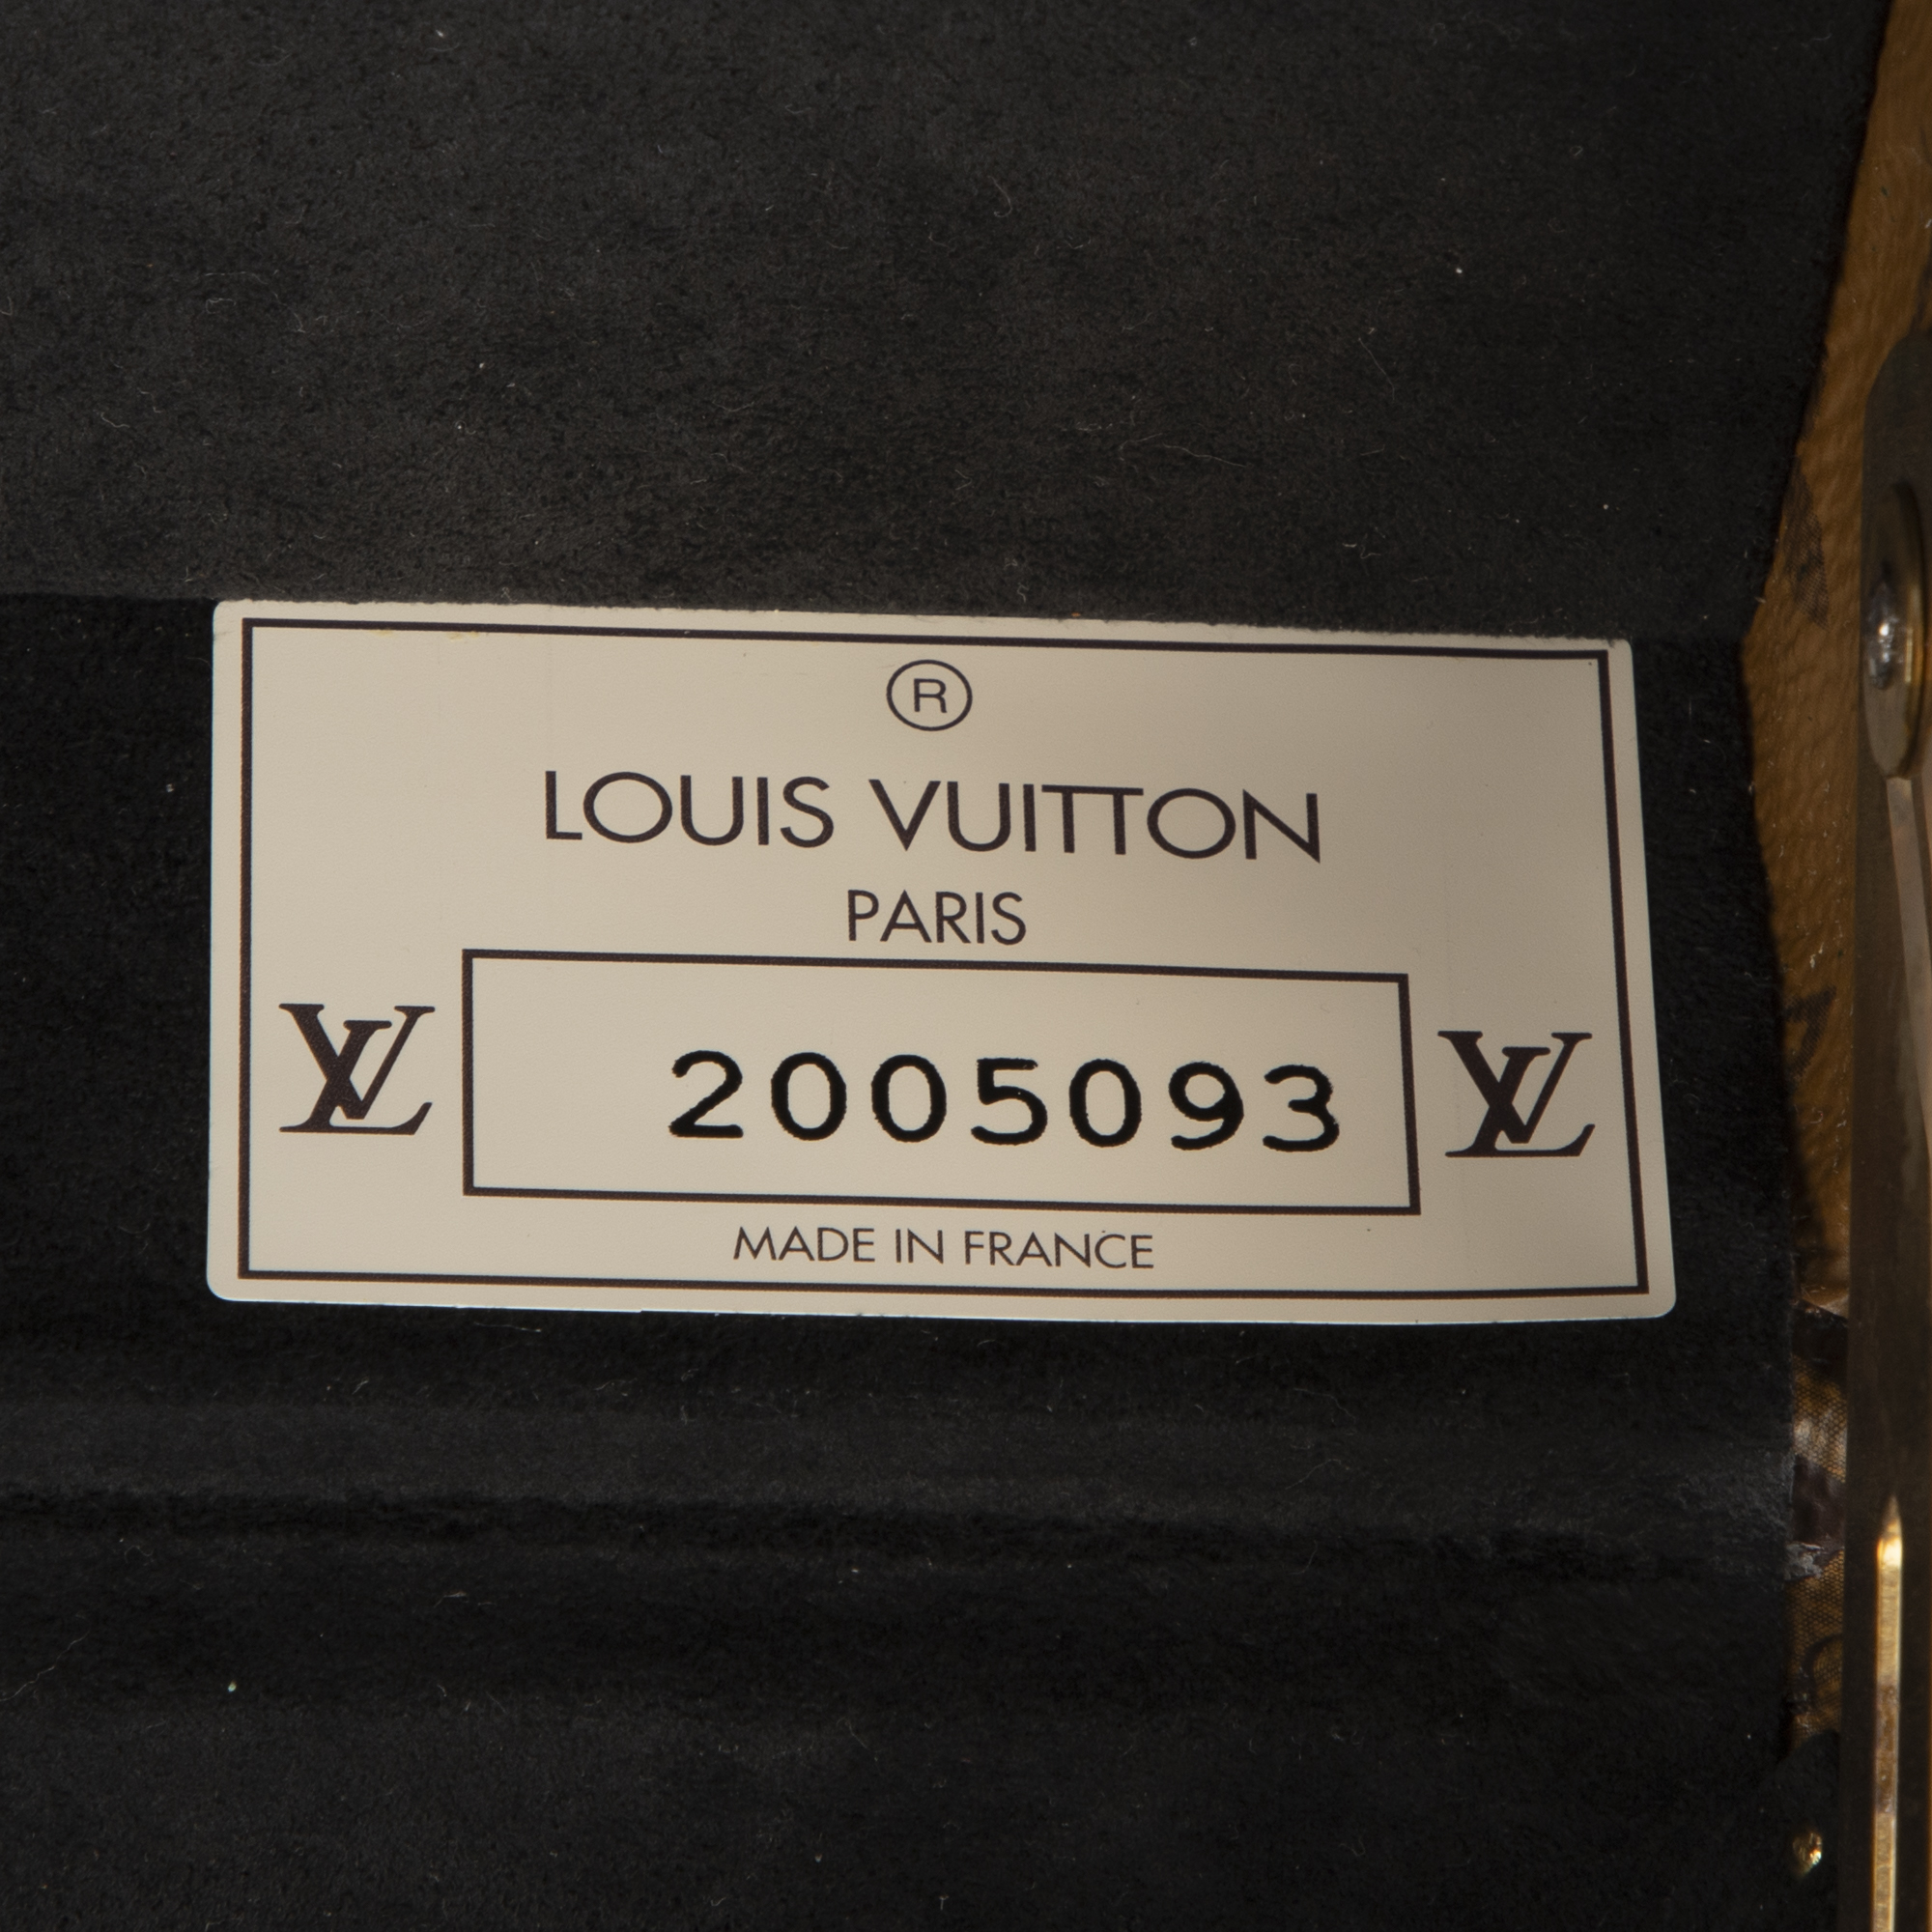 ®
LOUIS VUITTON
PARIS
LV 2005093 LV
MADE IN FRANCE